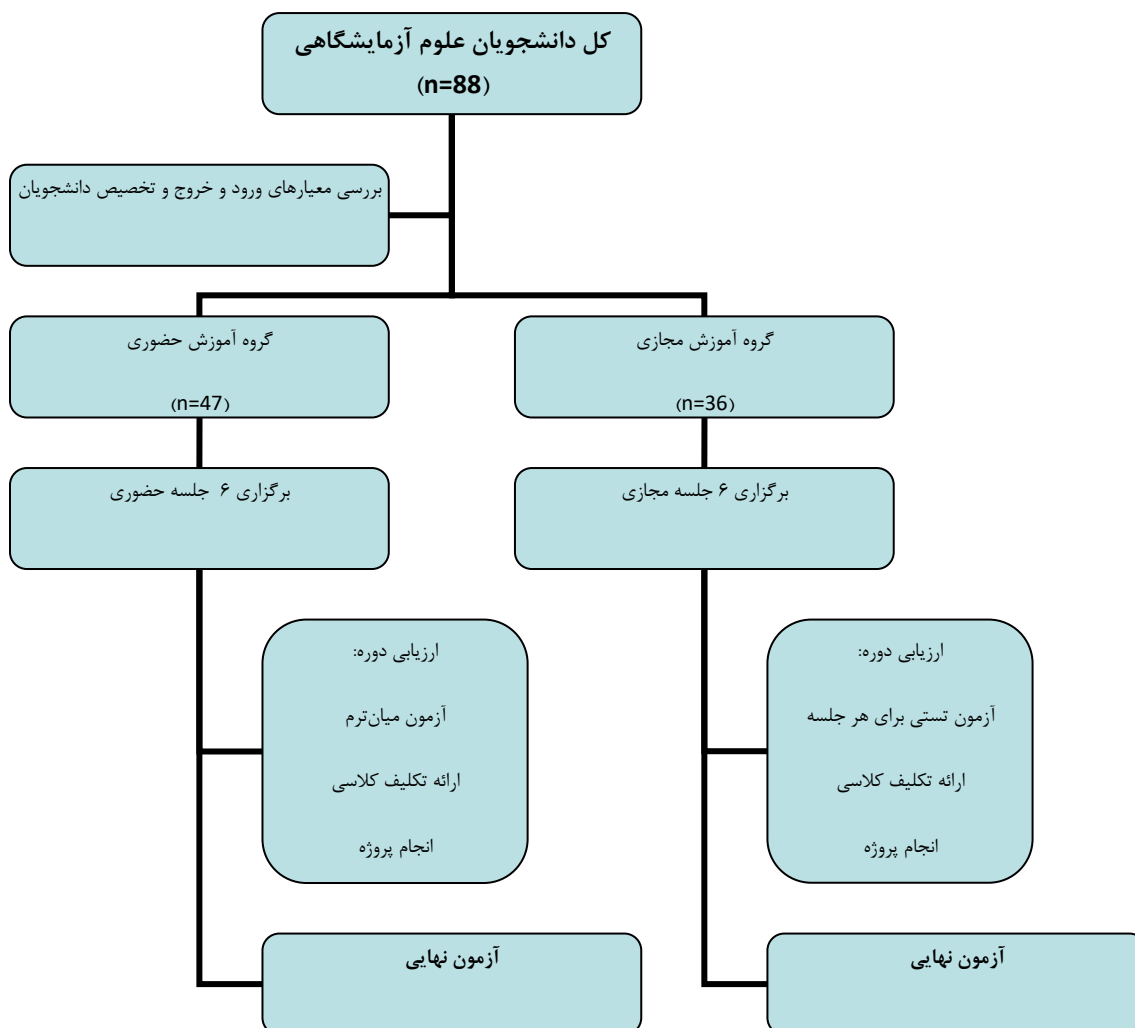 کل دانشجویان علوم آزمایشگاهی
(n=88)
بررسی معیارهای ورود و خروج و تخصیص دانشجویان
گروه آموزش حضوری
(n=47)
گروه آموزش مجازی
(n=36)
برگزاری ۶ جلسه حضوری
برگزاری ۶ جلسه مجازی
ارزیابی دوره:
آزمون میان‌ترم
ارائه تکلیف کلاسی
انجام پروژه
ارزیابی دوره:
آزمون تستی برای هر جلسه
ارائه تکلیف کلاسی
انجام پروژه
آزمون نهایی
آزمون نهایی